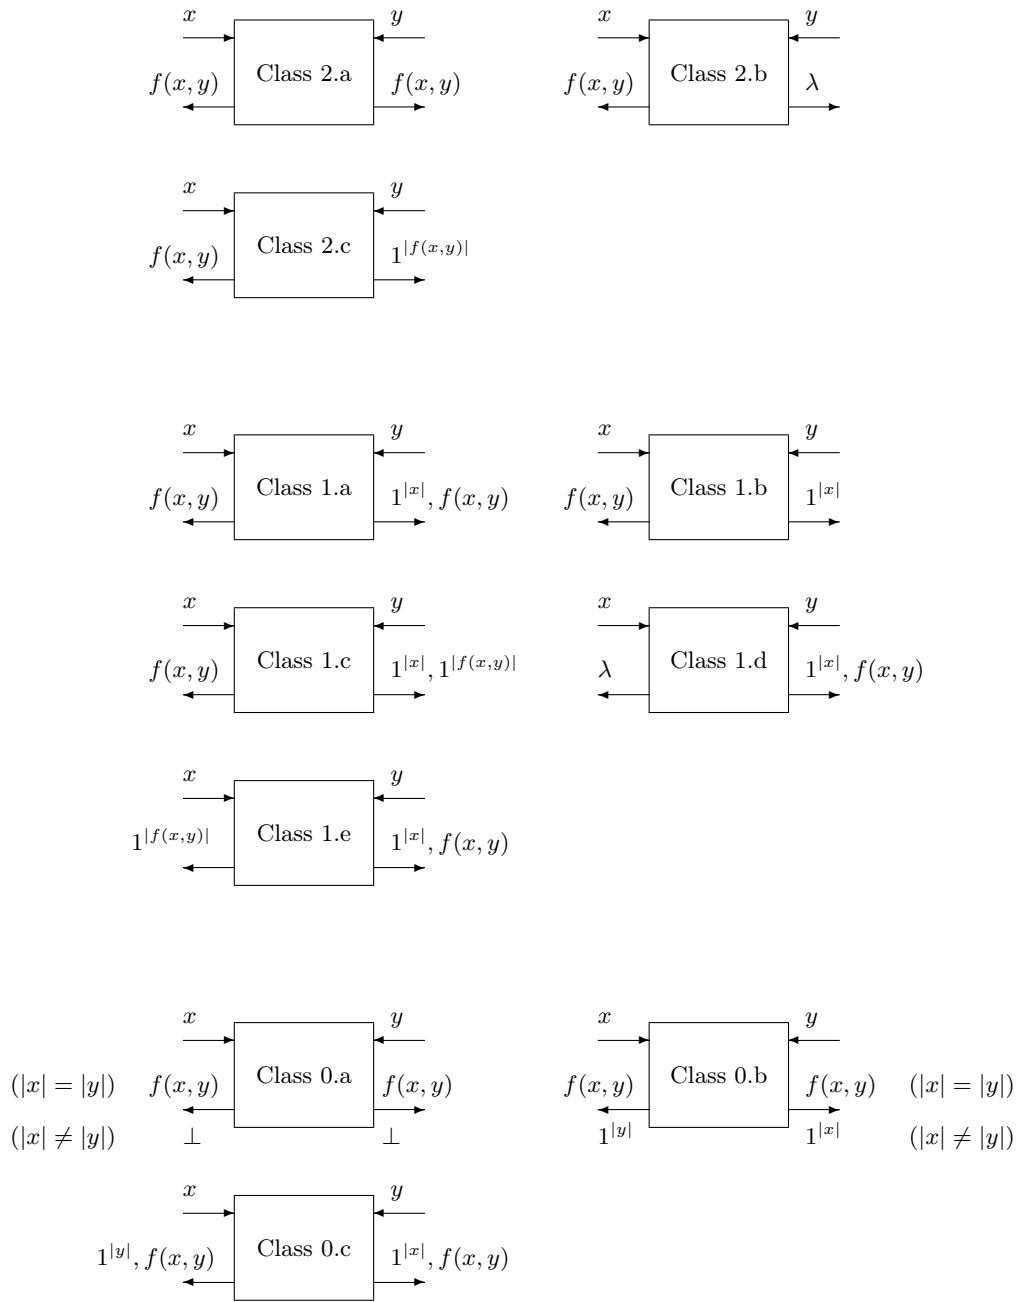 x y x y
f(x, y) Class 2.a f(x, y) f(x, y) Class 2.b λ
x y
f(x, y) Class 2.c 1^{|f(x,y)|}
x y x y
f(x, y) Class 1.a 1^{|x|}, f(x, y) f(x, y) Class 1.b 1^{|x|}
x y x y
f(x, y) Class 1.c 1^{|x|}, 1^{|f(x,y)|} λ Class 1.d 1^{|x|}, f(x, y)
x y
1^{|f(x,y)|} Class 1.e 1^{|x|}, f(x, y)
x y x y
(|x| = |y|) f(x, y) Class 0.a f(x, y) f(x, y) Class 0.b f(x, y) (|x| = |y|)
(|x| ≠ |y|) ⊥ ⊥ 1^{|y|} 1^{|x|} (|x| ≠ |y|)
x y
1^{|y|}, f(x, y) Class 0.c 1^{|x|}, f(x, y)